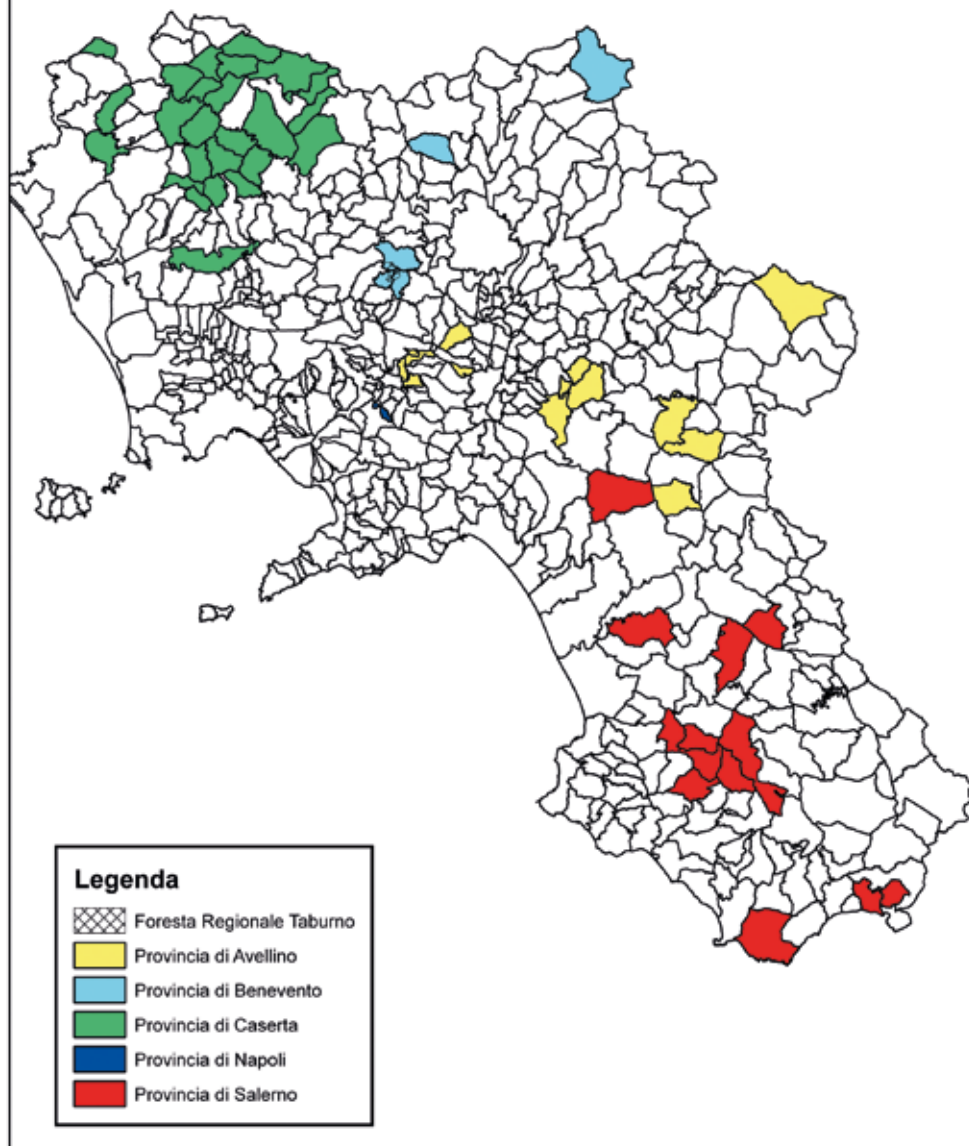 Legenda
Foresta Regionale Taburno
Provincia di Avellino
Provincia di Benevento
Provincia di Caserta
Provincia di Napoli
Provincia di Salerno